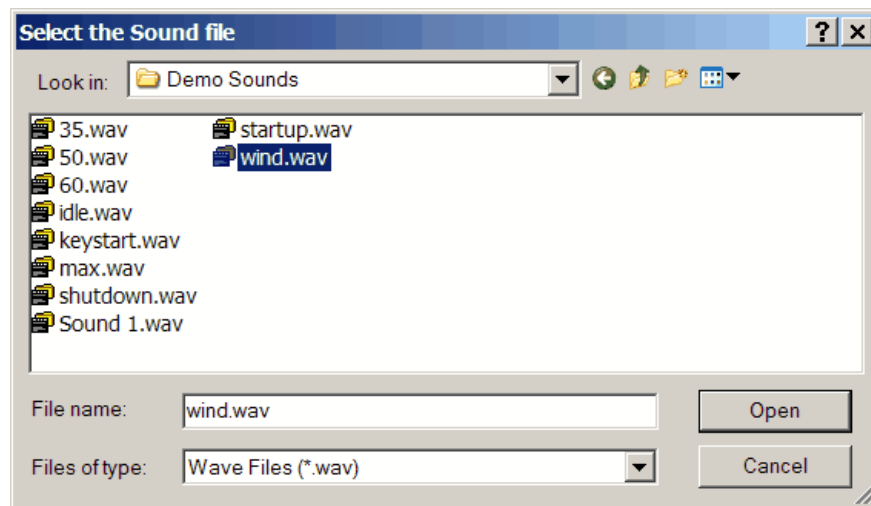 Select the Sound file
Look in: Demo Sounds
35.wav
50.wav
60.wav
idle.wav
keystart.wav
max.wav
shutdown.wav
Sound 1.wav
startup.wav
wind.wav
File name: wind.wav Open
Files of type: Wave Files (*.wav) Cancel